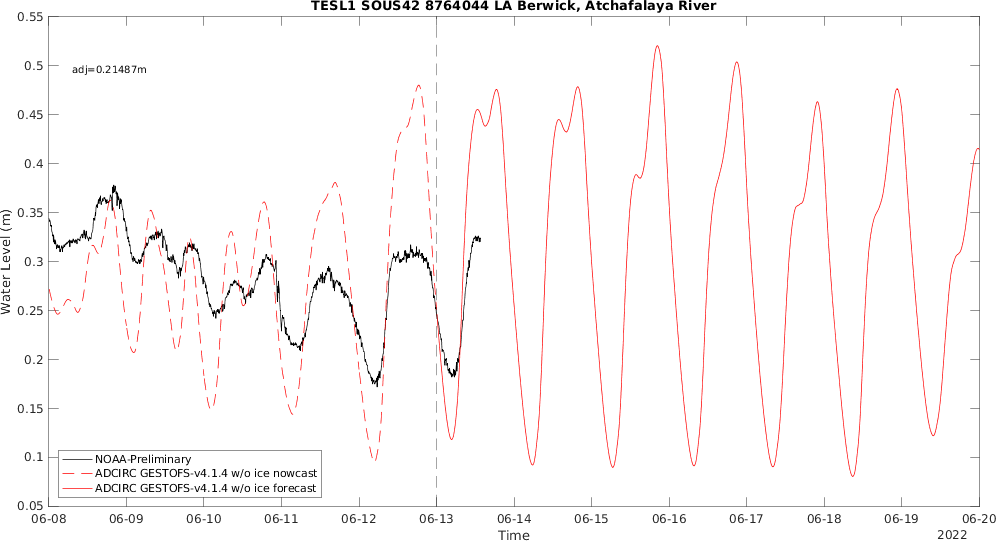 TESL1 SOUS42 8764044 LA Berwick, Atchafalaya River
0.55
0.5
0.45
0.4
0.35
0.3
0.25
0.2
0.15
0.1
0.05
Water Level (m)
adj=0.21487m
NOAA-Preliminary
ADCIRC GESTOFS-v4.1.4 w/o ice nowcast
ADCIRC GESTOFS-v4.1.4 w/o ice forecast
06-08 06-09 06-10 06-11 06-12 06-13 06-14 06-15 06-16 06-17 06-18 06-19 06-20
Time
2022